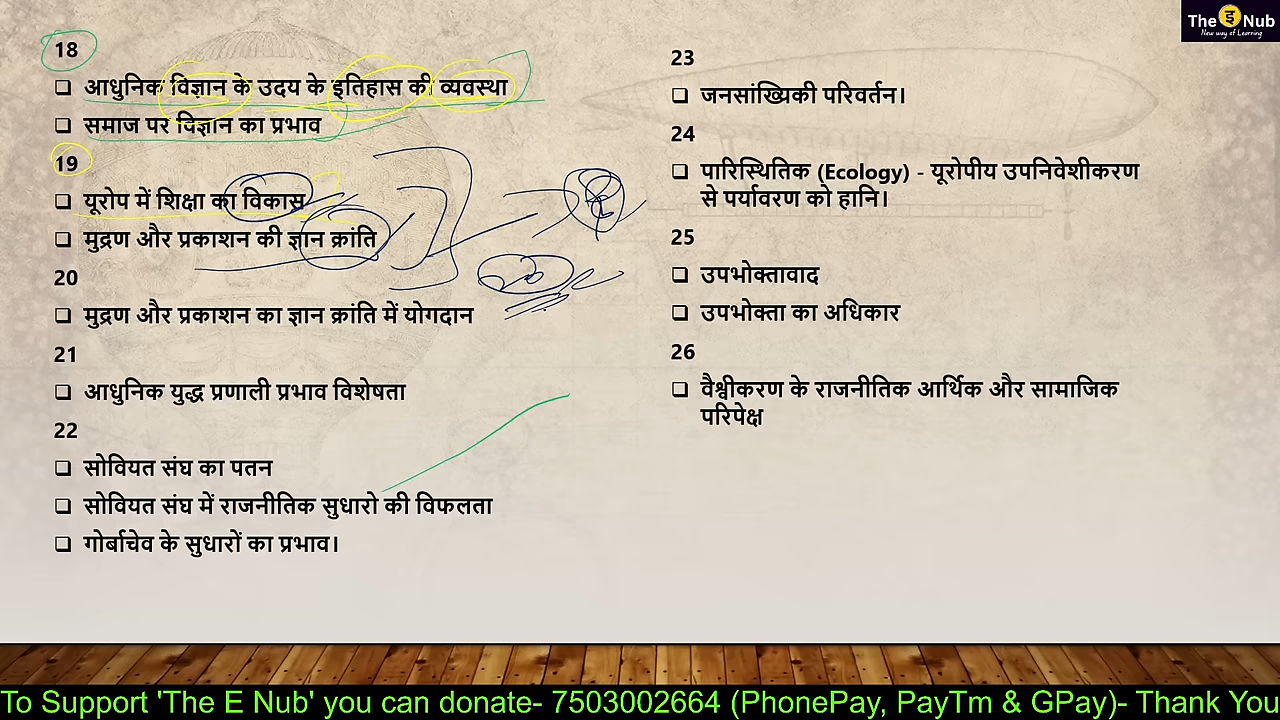 18
❑ आधुनिक विज्ञान के उदय के इतिहास की व्यवस्था
❑ समाज पर विज्ञान का प्रभाव
19
❑ यूरोप में शिक्षा का विकास
❑ मुद्रण और प्रकाशन की ज्ञान क्रांति
20
❑ मुद्रण और प्रकाशन का ज्ञान क्रांति में योगदान
21
❑ आधुनिक युद्ध प्रणाली प्रभाव विशेषता
22
❑ सोवियत संघ का पतन
❑ सोवियत संघ में राजनीतिक सुधारो की विफलता
❑ गोर्बाचेव के सुधारों का प्रभाव।
The इ Nub
New way of Learning
23
❑ जनसांख्यिकी परिवर्तन।
24
❑ पारिस्थितिक (Ecology) - यूरोपीय उपनिवेशीकरण
से पर्यावरण को हानि।
25
❑ उपभोक्तावाद
❑ उपभोक्ता का अधिकार
26
❑ वैश्वीकरण के राजनीतिक आर्थिक और सामाजिक
परिपेक्ष
To Support 'The E Nub' you can donate- 7503002664 (PhonePay, PayTm & GPay)- Thank You